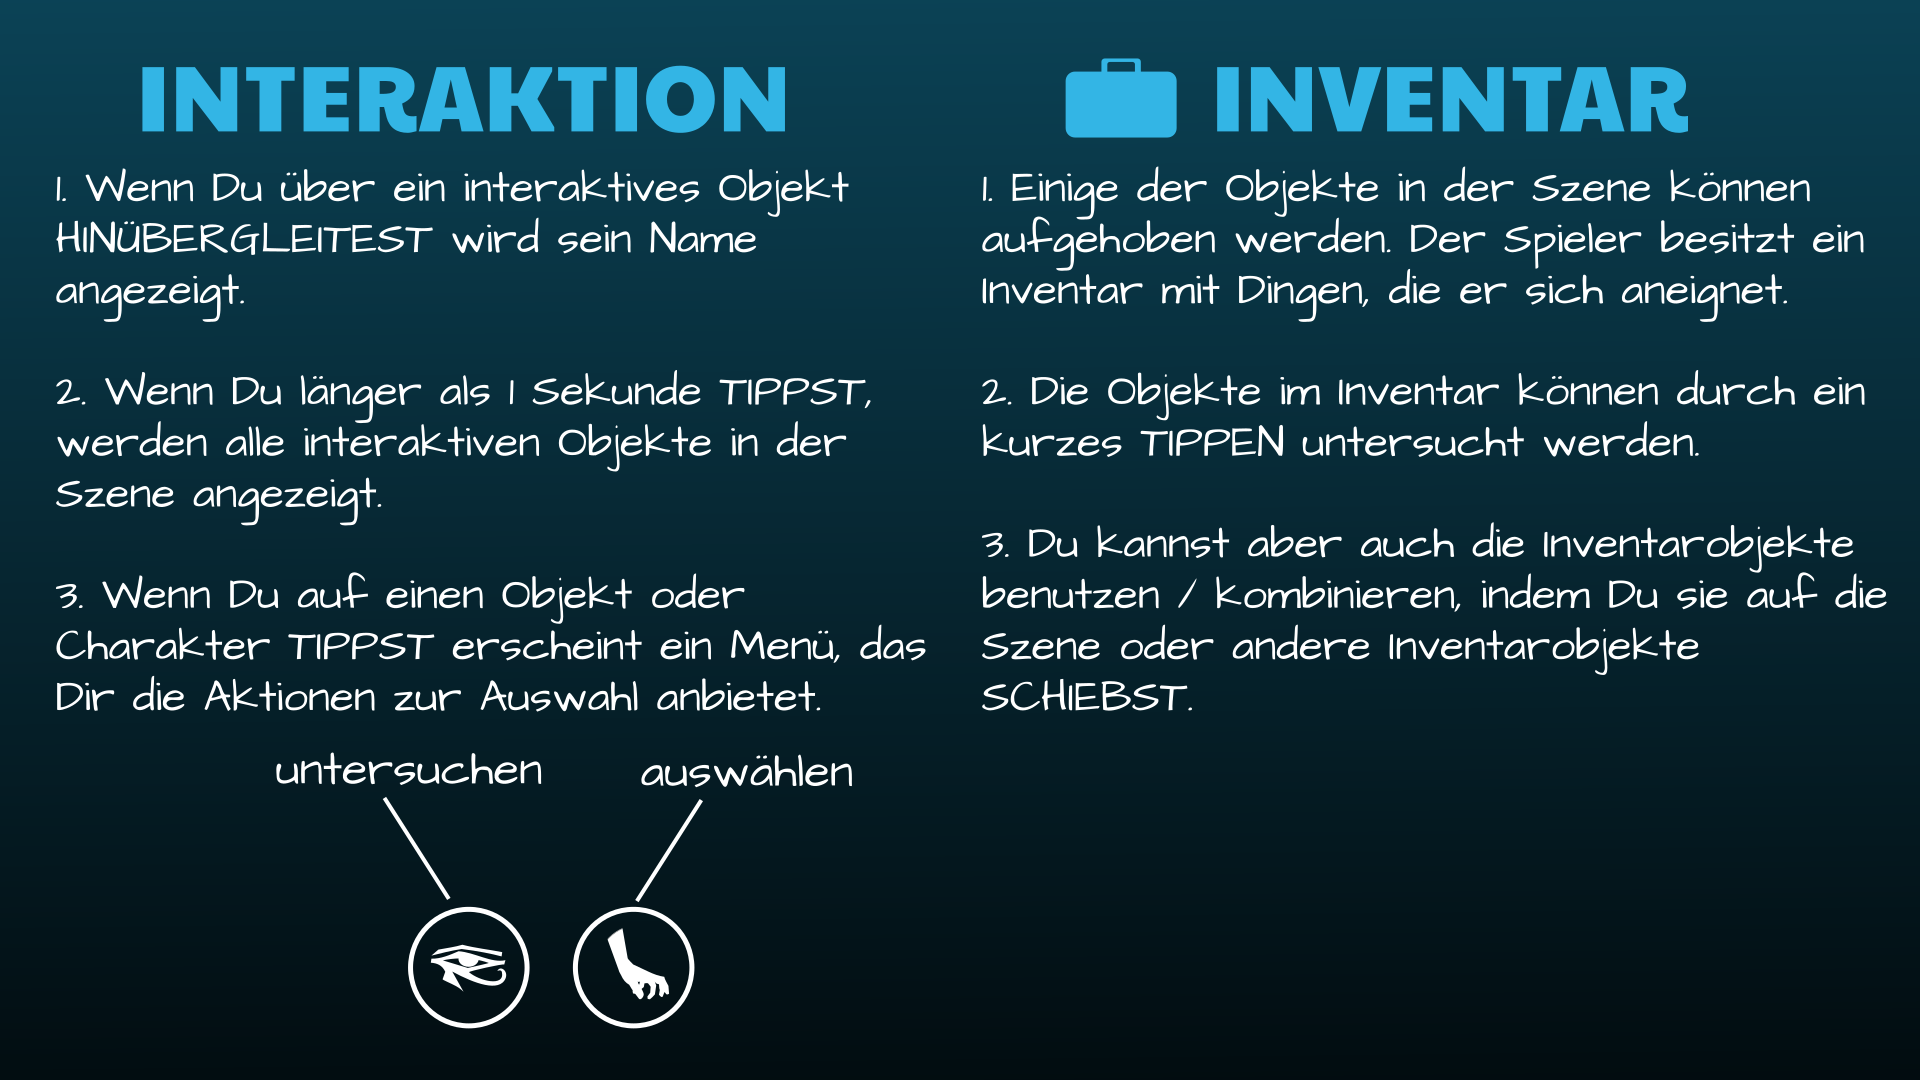 INTERAKTION
1. Wenn Du über ein interaktives Objekt
HINÜBERGLEITEST wird sein Name
angezeigt.
2. Wenn Du länger als 1 Sekunde TIPPST,
werden alle interaktiven Objekte in der
Szene angezeigt.
3. Wenn Du auf einen Objekt oder
Charakter TIPPST erscheint ein Menü, das
Dir die Aktionen zur Auswahl anbietet.
untersuchen
auswählen
INVENTAR
1. Einige der Objekte in der Szene können
aufgehoben werden. Der Spieler besitzt ein
Inventar mit Dingen, die er sich aneignet.
2. Die Objekte im Inventar können durch ein
kurzes TIPPEN untersucht werden.
3. Du kannst aber auch die Inventarobjekte
benutzen / kombinieren, indem Du sie auf die
Szene oder andere Inventarobjekte
SCHIEBST.